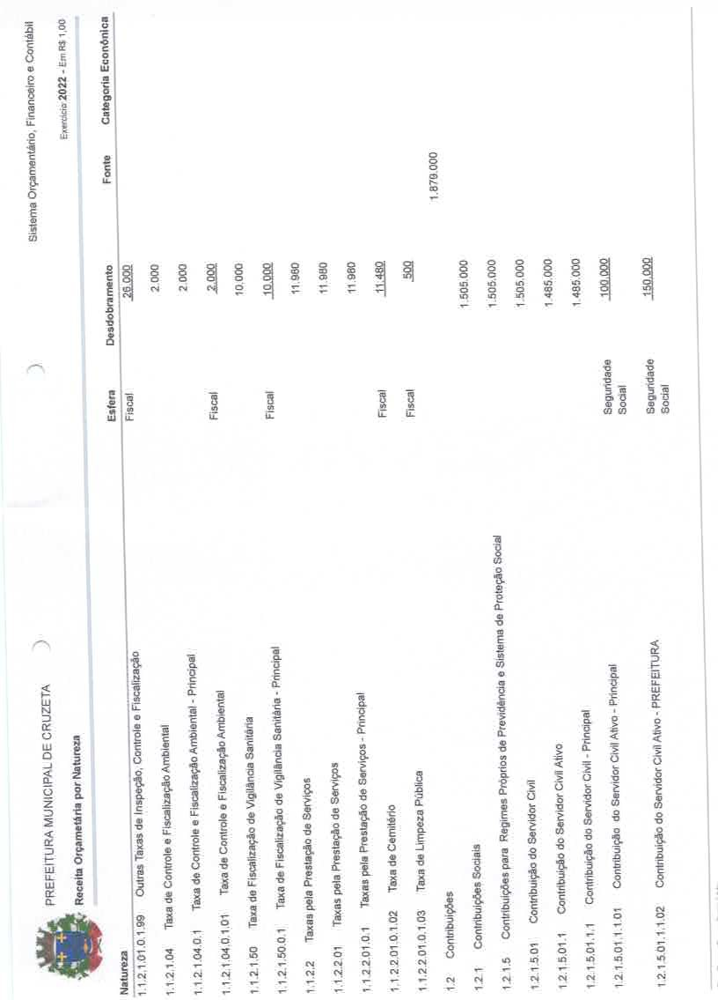 PREFEITURA MUNICIPAL DE CRUZETA
Sistema Orçamentário, Financeiro e Contábil
Receita Orçametária por Natureza
Exercício 2022 - Em R$ 1,00
Natureza Esfera Desdobramento Fonte Categoria Econônica
1.1.2.1.01.0.1.99 Outras Taxas de Inspeção, Controle e Fiscalização Fiscal 26.000
1.1.2.1.04 Taxa de Controle e Fiscalização Ambiental 2.000
1.1.2.1.04.0.1 Taxa de Controle e Fiscalização Ambiental - Principal 2.000
1.1.2.1.04.0.1.01 Taxa de Controle e Fiscalização Ambiental Fiscal 2.000
1.1.2.1.50 Taxa de Fiscalização de Vigilância Sanitária 10.000
1.1.2.1.50.0.1 Taxa de Fiscalização de Vigilância Sanitária - Principal Fiscal 10.000
1.1.2.2 Taxas pela Prestação de Serviços 11.980
1.1.2.2.01 Taxas pela Prestação de Serviços 11.980
1.1.2.2.01.0.1 Taxas pela Prestação de Serviços - Principal 11.980
1.1.2.2.01.0.1.02 Taxa de Cemitério Fiscal 11.480
1.1.2.2.01.0.1.03 Taxa de Limpeza Pública Fiscal 500
1.2 Contribuições 1.879.000
1.2.1 Contribuições Sociais 1.505.000
1.2.1.5 Contribuições para Regimes Próprios de Previdência e Sistema de Proteção Social 1.505.000
1.2.1.5.01 Contribuição do Servidor Civil 1.505.000
1.2.1.5.01.1 Contribuição do Servidor Civil Ativo 1.485.000
1.2.1.5.01.1.1 Contribuição do Servidor Civil - Principal 1.485.000
1.2.1.5.01.1.1.01 Contribuição do Servidor Civil Ativo - Principal Seguridade 100.000
Social
1.2.1.5.01.1.1.02 Contribuição do Servidor Civil Ativo - PREFEITURA Seguridade 150.000
Social